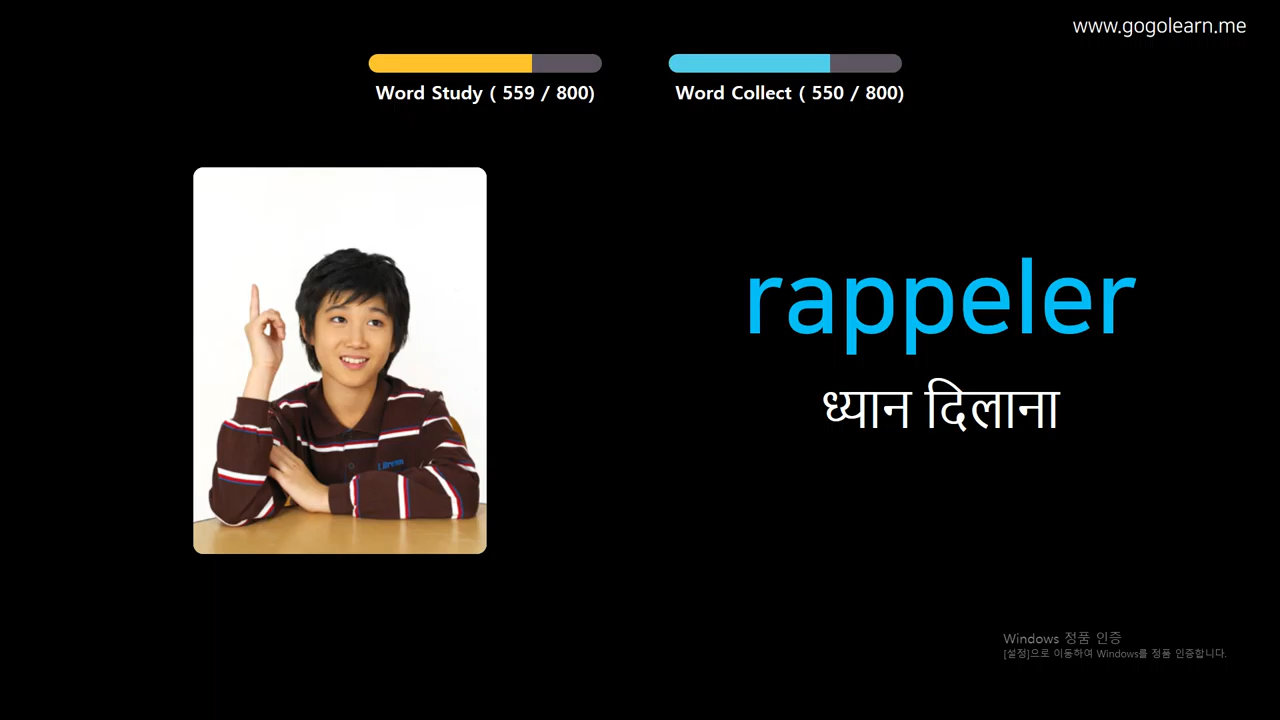 www.gogolearn.me
Word Study ( 559 / 800)
Word Collect ( 550 / 800)
rappeler
ध्यान दिलाना
Windows 정품 인증
[설정]으로 이동하여 Windows를 정품 인증합니다.